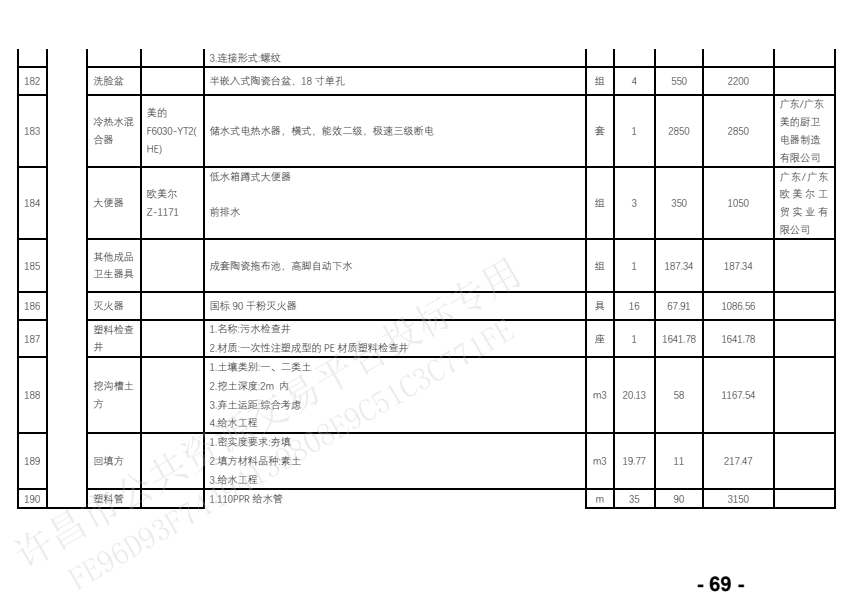 3.连接形式:螺纹
182 洗脸盆 半嵌入式陶瓷台盆，18 寸单孔 组 4 550 2200
183 冷热水混合器 美的 F6030-YT2(HE) 储水式电热水器，横式，能效二级，极速三级断电 套 1 2850 2850 广东/广东美的厨卫电器制造有限公司
184 大便器 欧美尔 Z-1171 低水箱蹲式大便器
前排水 组 3 350 1050 广东/广东欧美尔工贸实业有限公司
185 其他成品卫生器具 成套陶瓷拖布池，高脚自动下水 组 1 187.34 187.34
186 灭火器 国标 90 干粉灭火器 具 16 67.91 1086.56
187 塑料检查井 1.名称:污水检查井
2.材质:一次性注塑成型的 PE 材质塑料检查井 座 1 1641.78 1641.78
188 挖沟槽土方 1.土壤类别:一、二类土
2.挖土深度:2m 内
3.弃土运距:综合考虑
4.给水工程 m3 20.13 58 1167.54
189 回填方 1.密实度要求:夯填
2.填方材料品种:素土
3.给水工程 m3 19.77 11 217.47
190 塑料管 1.110PPR 给水管 m 35 90 3150
许昌市公共资源交易平台投标专用
- 69 -